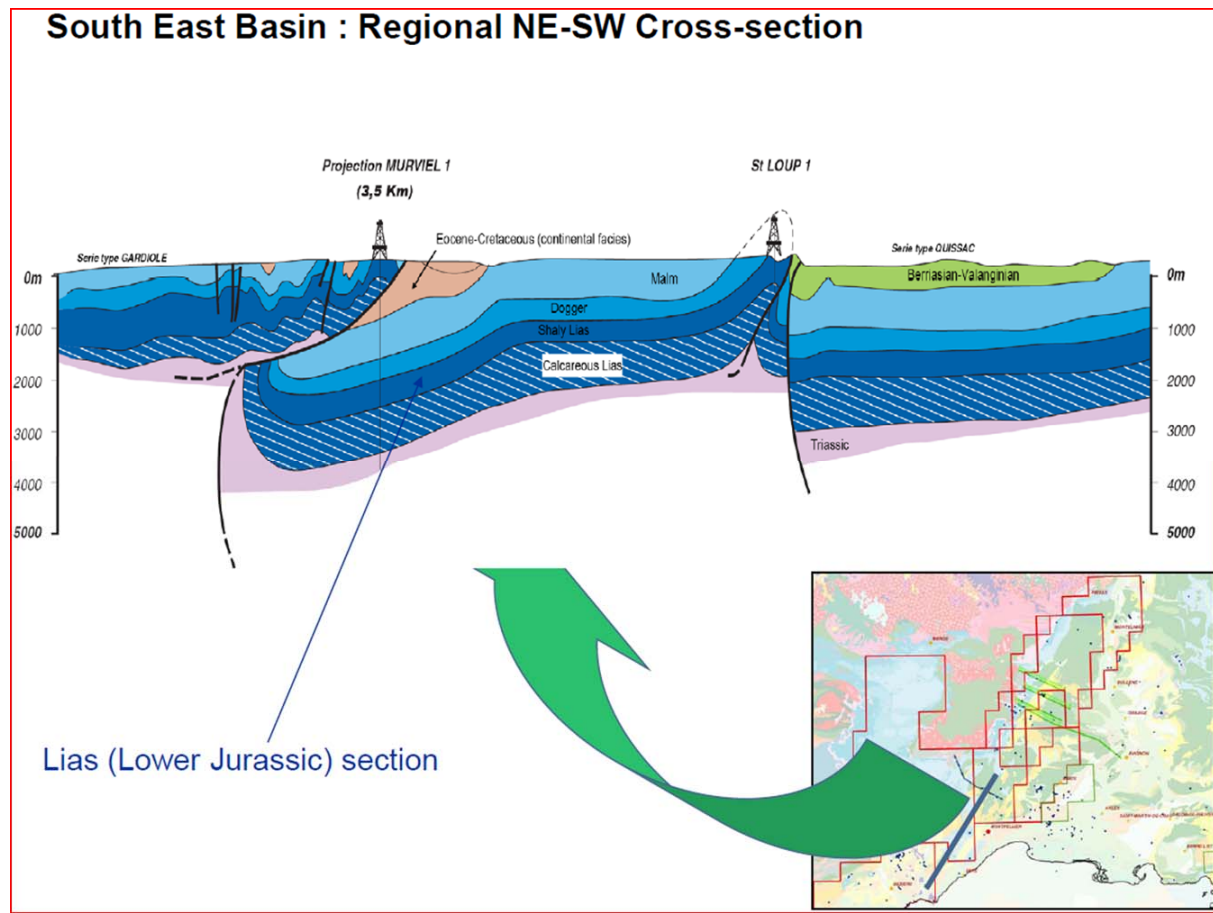 South East Basin : Regional NE-SW Cross-section
Projection MURVIEL 1
(3,5 Km)
St LOUP 1
Eocene-Cretaceous (continental facies)
Serie type GARDIOLE
Serie type QUISSAC
0m
Malm
Bernasian-Valanginian
0m
Dogger
1000
Shaly Lias
1000
Calcareous Lias
2000
2000
3000
Triassic
3000
4000
4000
5000
5000
Lias (Lower Jurassic) section
MONTPELLIER